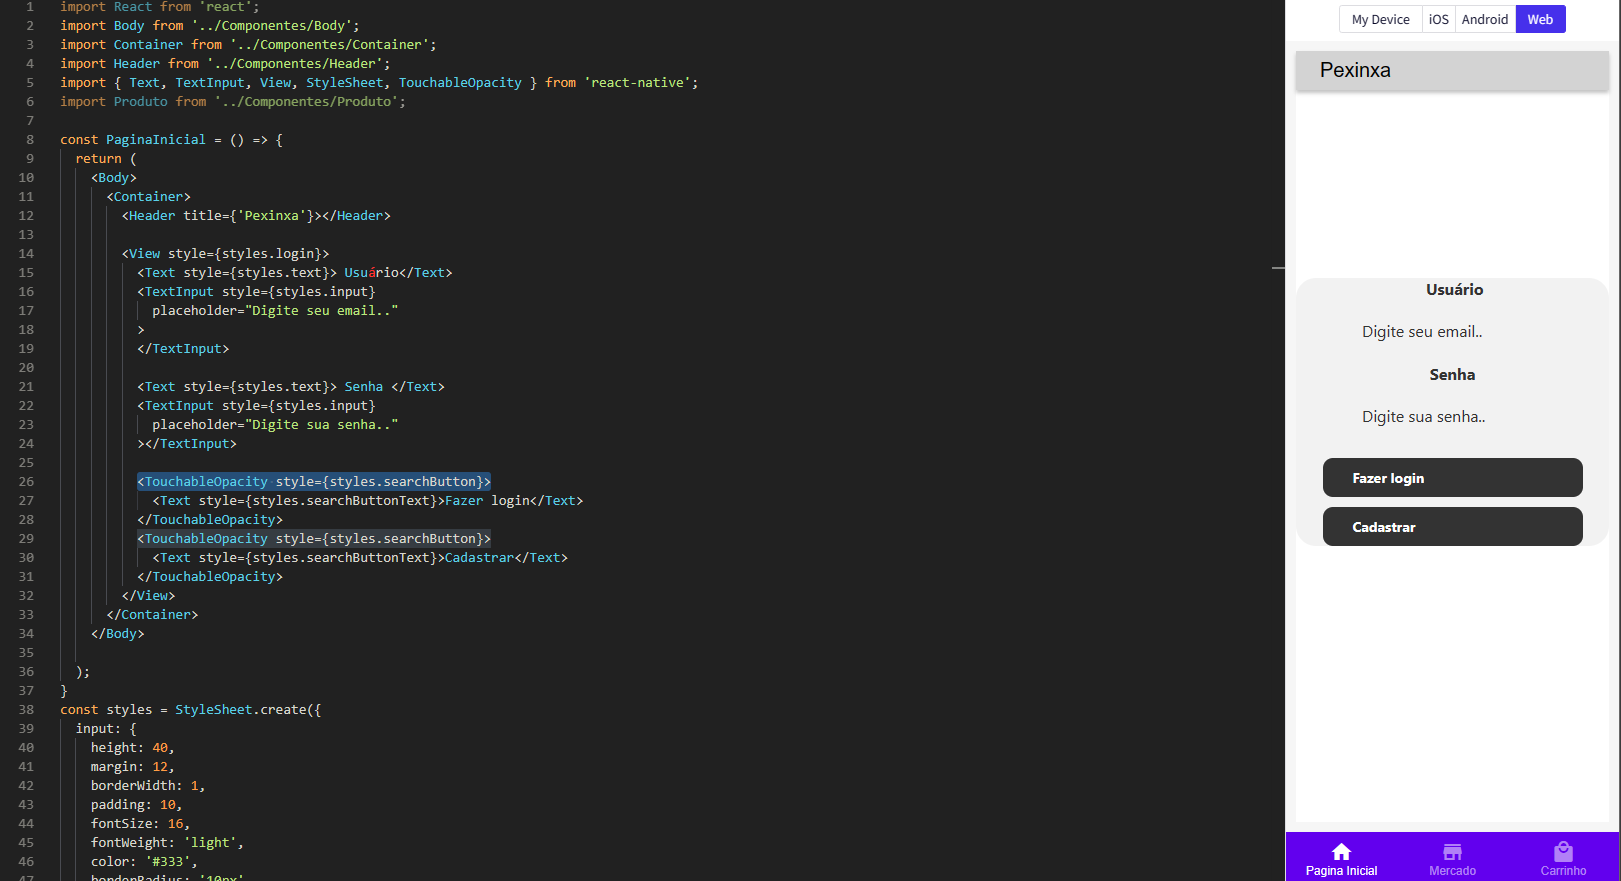 1 import React from 'react';
2 import Body from '../Componentes/Body';
3 import Container from '../Componentes/Container';
4 import Header from '../Componentes/Header';
5 import { Text, TextInput, View, StyleSheet, TouchableOpacity } from 'react-native';
6 import Produto from '../Componentes/Produto';
7
8 const PaginaInicial = () => {
9 return (
10 <Body>
11 <Container>
12 <Header title={'Pexinxa'}></Header>
13
14 <View style={styles.login}>
15 <Text style={styles.text}> Usuário</Text>
16 <TextInput style={styles.input}
17 placeholder="Digite seu email.."
18 >
19 </TextInput>
20
21 <Text style={styles.text}> Senha </Text>
22 <TextInput style={styles.input}
23 placeholder="Digite sua senha.."
24 ></TextInput>
25
26 <TouchableOpacity style={styles.searchButton}>
27 <Text style={styles.searchButtonText}>Fazer login</Text>
28 </TouchableOpacity>
29 <TouchableOpacity style={styles.searchButton}>
30 <Text style={styles.searchButtonText}>Cadastrar</Text>
31 </TouchableOpacity>
32 </View>
33 </Container>
34 </Body>
35
36 );
37 }
38 const styles = StyleSheet.create({
39 input: {
40 height: 40,
41 margin: 12,
42 borderWidth: 1,
43 padding: 10,
44 fontSize: 16,
45 fontWeight: 'light',
46 color: '#333',
47 borderRadius: '10px'
My Device iOS Android Web
Pexinxa
Usuário
Digite seu email..
Senha
Digite sua senha..
Fazer login
Cadastrar
Pagina Inicial Mercado Carrinho